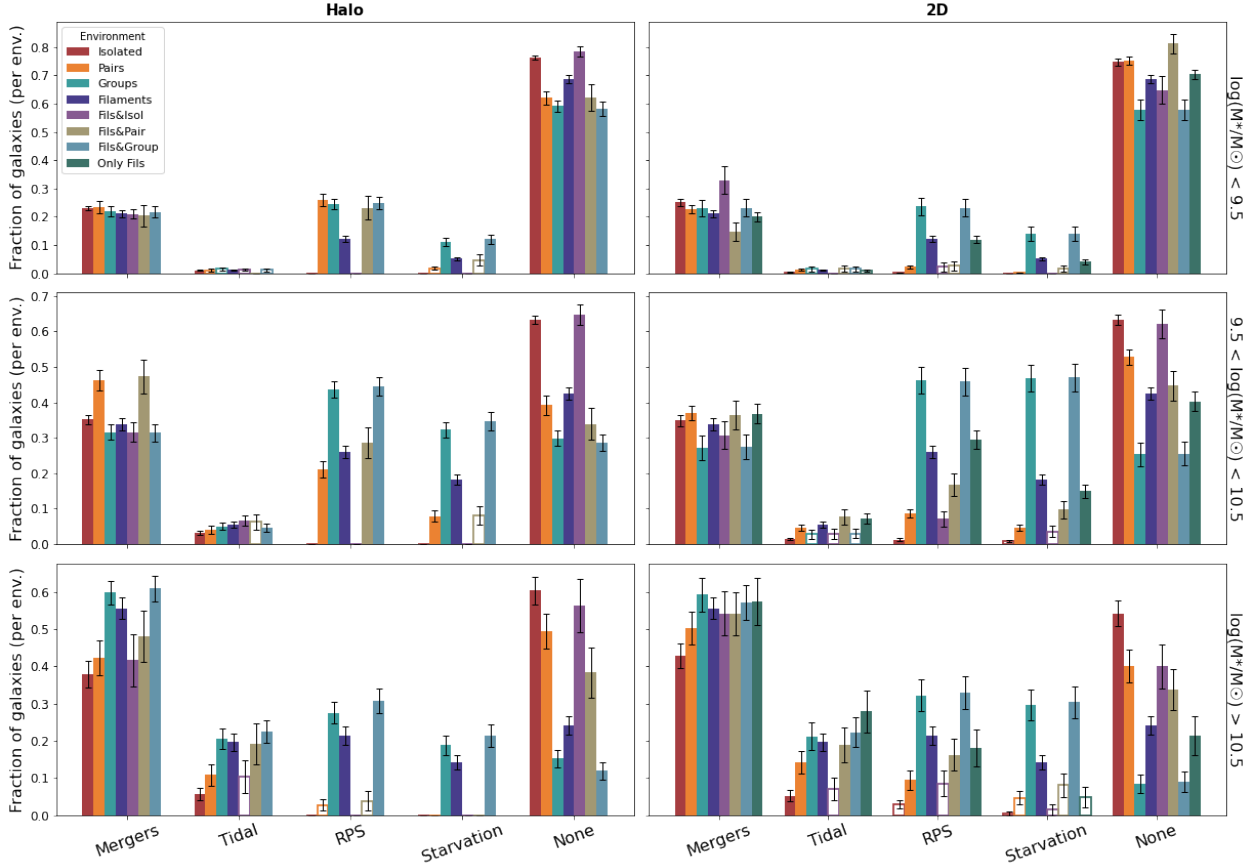 Halo
2D
Fraction of galaxies (per env.)
0.8
0.7
0.6
0.5
0.4
0.3
0.2
0.1
0.0
Environment
Isolated
Pairs
Groups
Filaments
Fils&Isol
Fils&Pair
Fils&Group
Only Fils
log(M*/M☉) < 9.5
Fraction of galaxies (per env.)
0.7
0.6
0.5
0.4
0.3
0.2
0.1
0.0
9.5 < log(M*/M☉) < 10.5
Fraction of galaxies (per env.)
0.6
0.5
0.4
0.3
0.2
0.1
0.0
log(M*/M☉) > 10.5
Mergers
Tidal
RPS
Starvation
None
Mergers
Tidal
RPS
Starvation
None